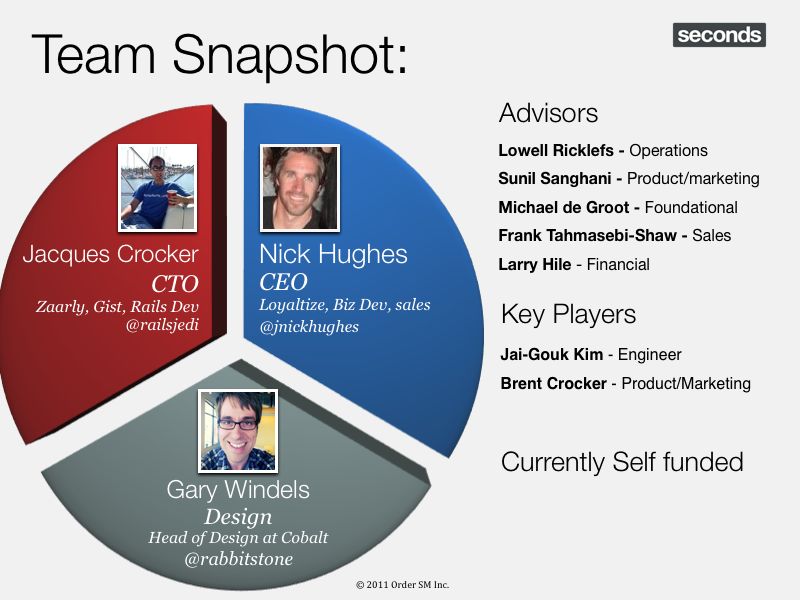 Team Snapshot:
seconds
Jacques Crocker
CTO
Zaarly, Gist, Rails Dev
@railsjedi
Nick Hughes
CEO
Loyaltize, Biz Dev, sales
@jnickhughes
Gary Windels
Design
Head of Design at Cobalt
@rabbitstone
Advisors
Lowell Ricklefs - Operations
Sunil Sanghani - Product/marketing
Michael de Groot - Foundational
Frank Tahmasebi-Shaw - Sales
Larry Hile - Financial
Key Players
Jai-Gouk Kim - Engineer
Brent Crocker - Product/Marketing
Currently Self funded
© 2011 Order SM Inc.